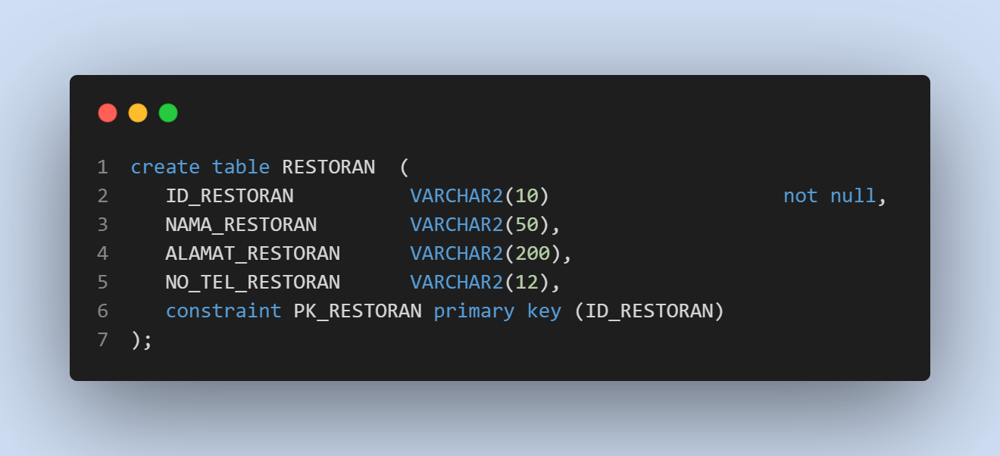 1 create table RESTORAN  (
2    ID_RESTORAN          VARCHAR2(10)                    not null,
3    NAMA_RESTORAN        VARCHAR2(50),
4    ALAMAT_RESTORAN      VARCHAR2(200),
5    NO_TEL_RESTORAN      VARCHAR2(12),
6    constraint PK_RESTORAN primary key (ID_RESTORAN)
7 );